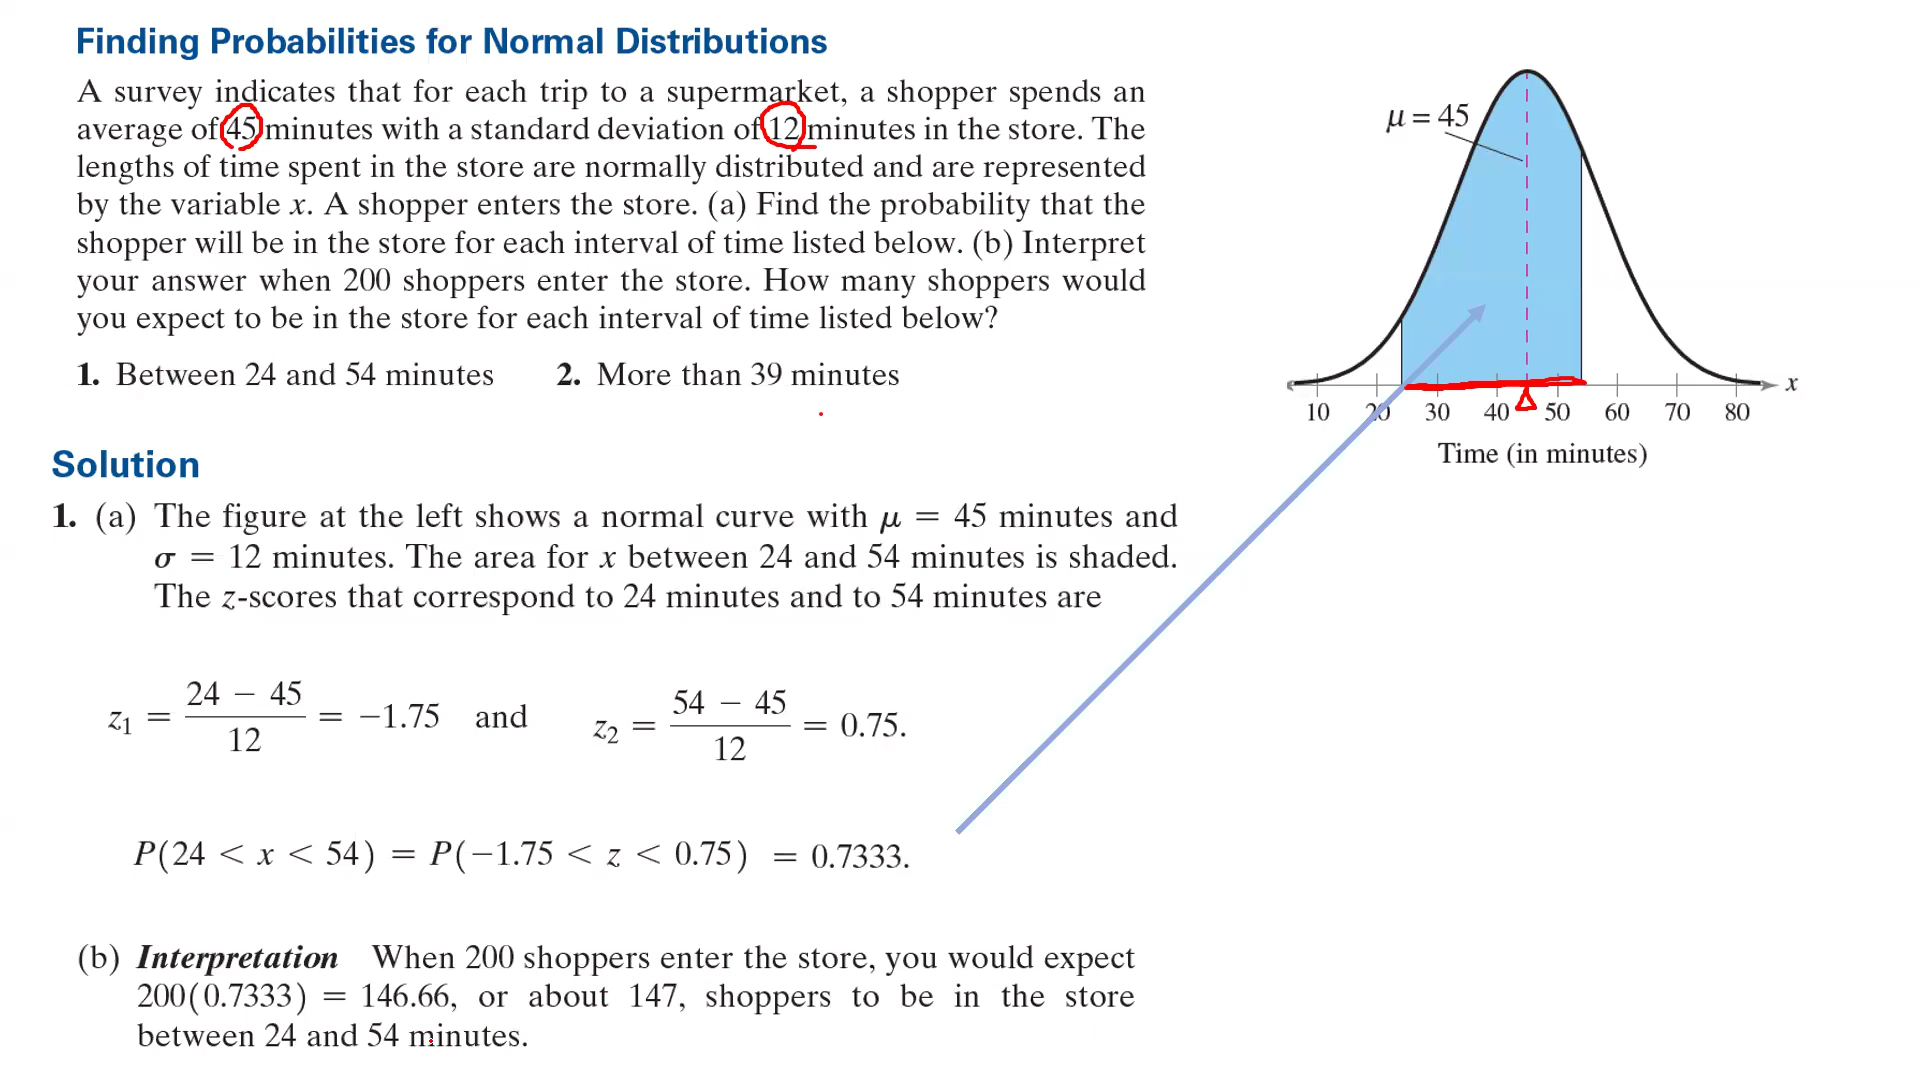 Finding Probabilities for Normal Distributions
A survey indicates that for each trip to a supermarket, a shopper spends an
average of 45 minutes with a standard deviation of 12 minutes in the store. The
lengths of time spent in the store are normally distributed and are represented
by the variable x. A shopper enters the store. (a) Find the probability that the
shopper will be in the store for each interval of time listed below. (b) Interpret
your answer when 200 shoppers enter the store. How many shoppers would
you expect to be in the store for each interval of time listed below?
1. Between 24 and 54 minutes 2. More than 39 minutes
μ = 45
x
10 20 30 40 50 60 70 80
Time (in minutes)
Solution
1. (a) The figure at the left shows a normal curve with μ = 45 minutes and
σ = 12 minutes. The area for x between 24 and 54 minutes is shaded.
The z-scores that correspond to 24 minutes and to 54 minutes are
z₁ = (24 − 45)/12 = −1.75 and z₂ = (54 − 45)/12 = 0.75.
P(24 < x < 54) = P(−1.75 < z < 0.75) = 0.7333.
(b) Interpretation When 200 shoppers enter the store, you would expect
200(0.7333) = 146.66, or about 147, shoppers to be in the store
between 24 and 54 minutes.